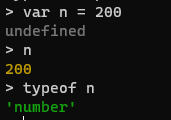 > var n = 200
undefined
> n
200
> typeof n
'number'